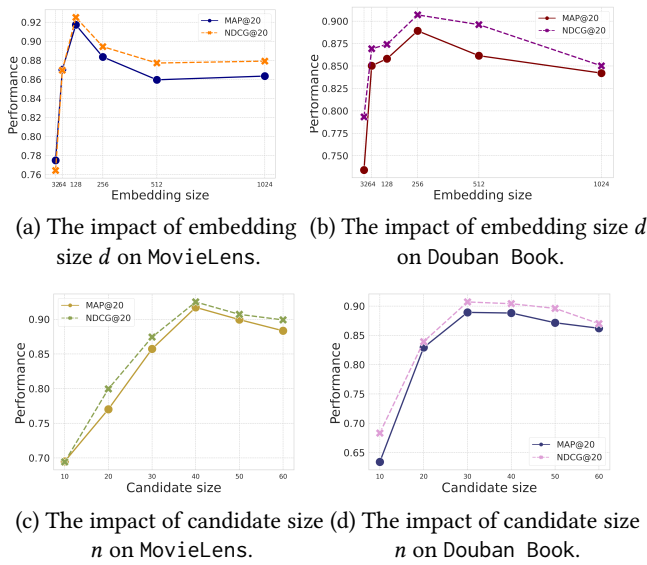 MAP@20
NDCG@20
0.92
0.90
0.88
0.86
0.84
0.82
0.80
0.78
0.76
Performance
3264 128 256 512 1024
Embedding size
(a) The impact of embedding
size d on MovieLens.
MAP@20
NDCG@20
0.900
0.875
0.850
0.825
0.800
0.775
0.750
Performance
3264 128 256 512 1024
Embedding size
(b) The impact of embedding size d
on Douban Book.
MAP@20
NDCG@20
0.90
0.85
0.80
0.75
0.70
Performance
10 20 30 40 50 60
Candidate size
(c) The impact of candidate size
n on MovieLens.
0.90
0.85
0.80
0.75
0.70
0.65
Performance
MAP@20
NDCG@20
10 20 30 40 50 60
Candidate size
(d) The impact of candidate size
n on Douban Book.